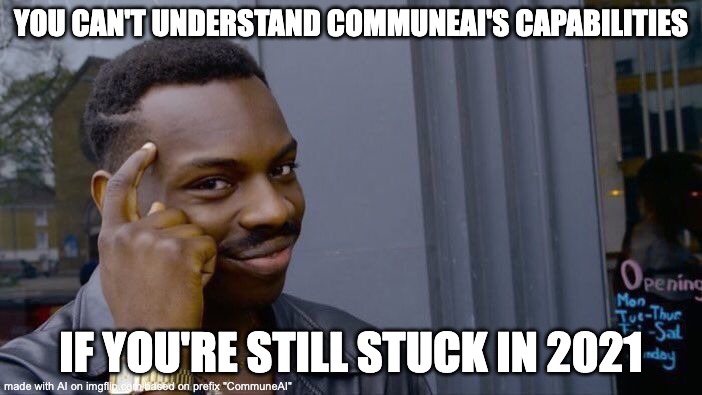 YOU CAN'T UNDERSTAND COMMUNEAI'S CAPABILITIES
Opening
Mon
Tue-Thur
-Sat
IF YOU'RE STILL STUCK IN 2021
made with AI on imgflip.com based on prefix "CommuneAI"